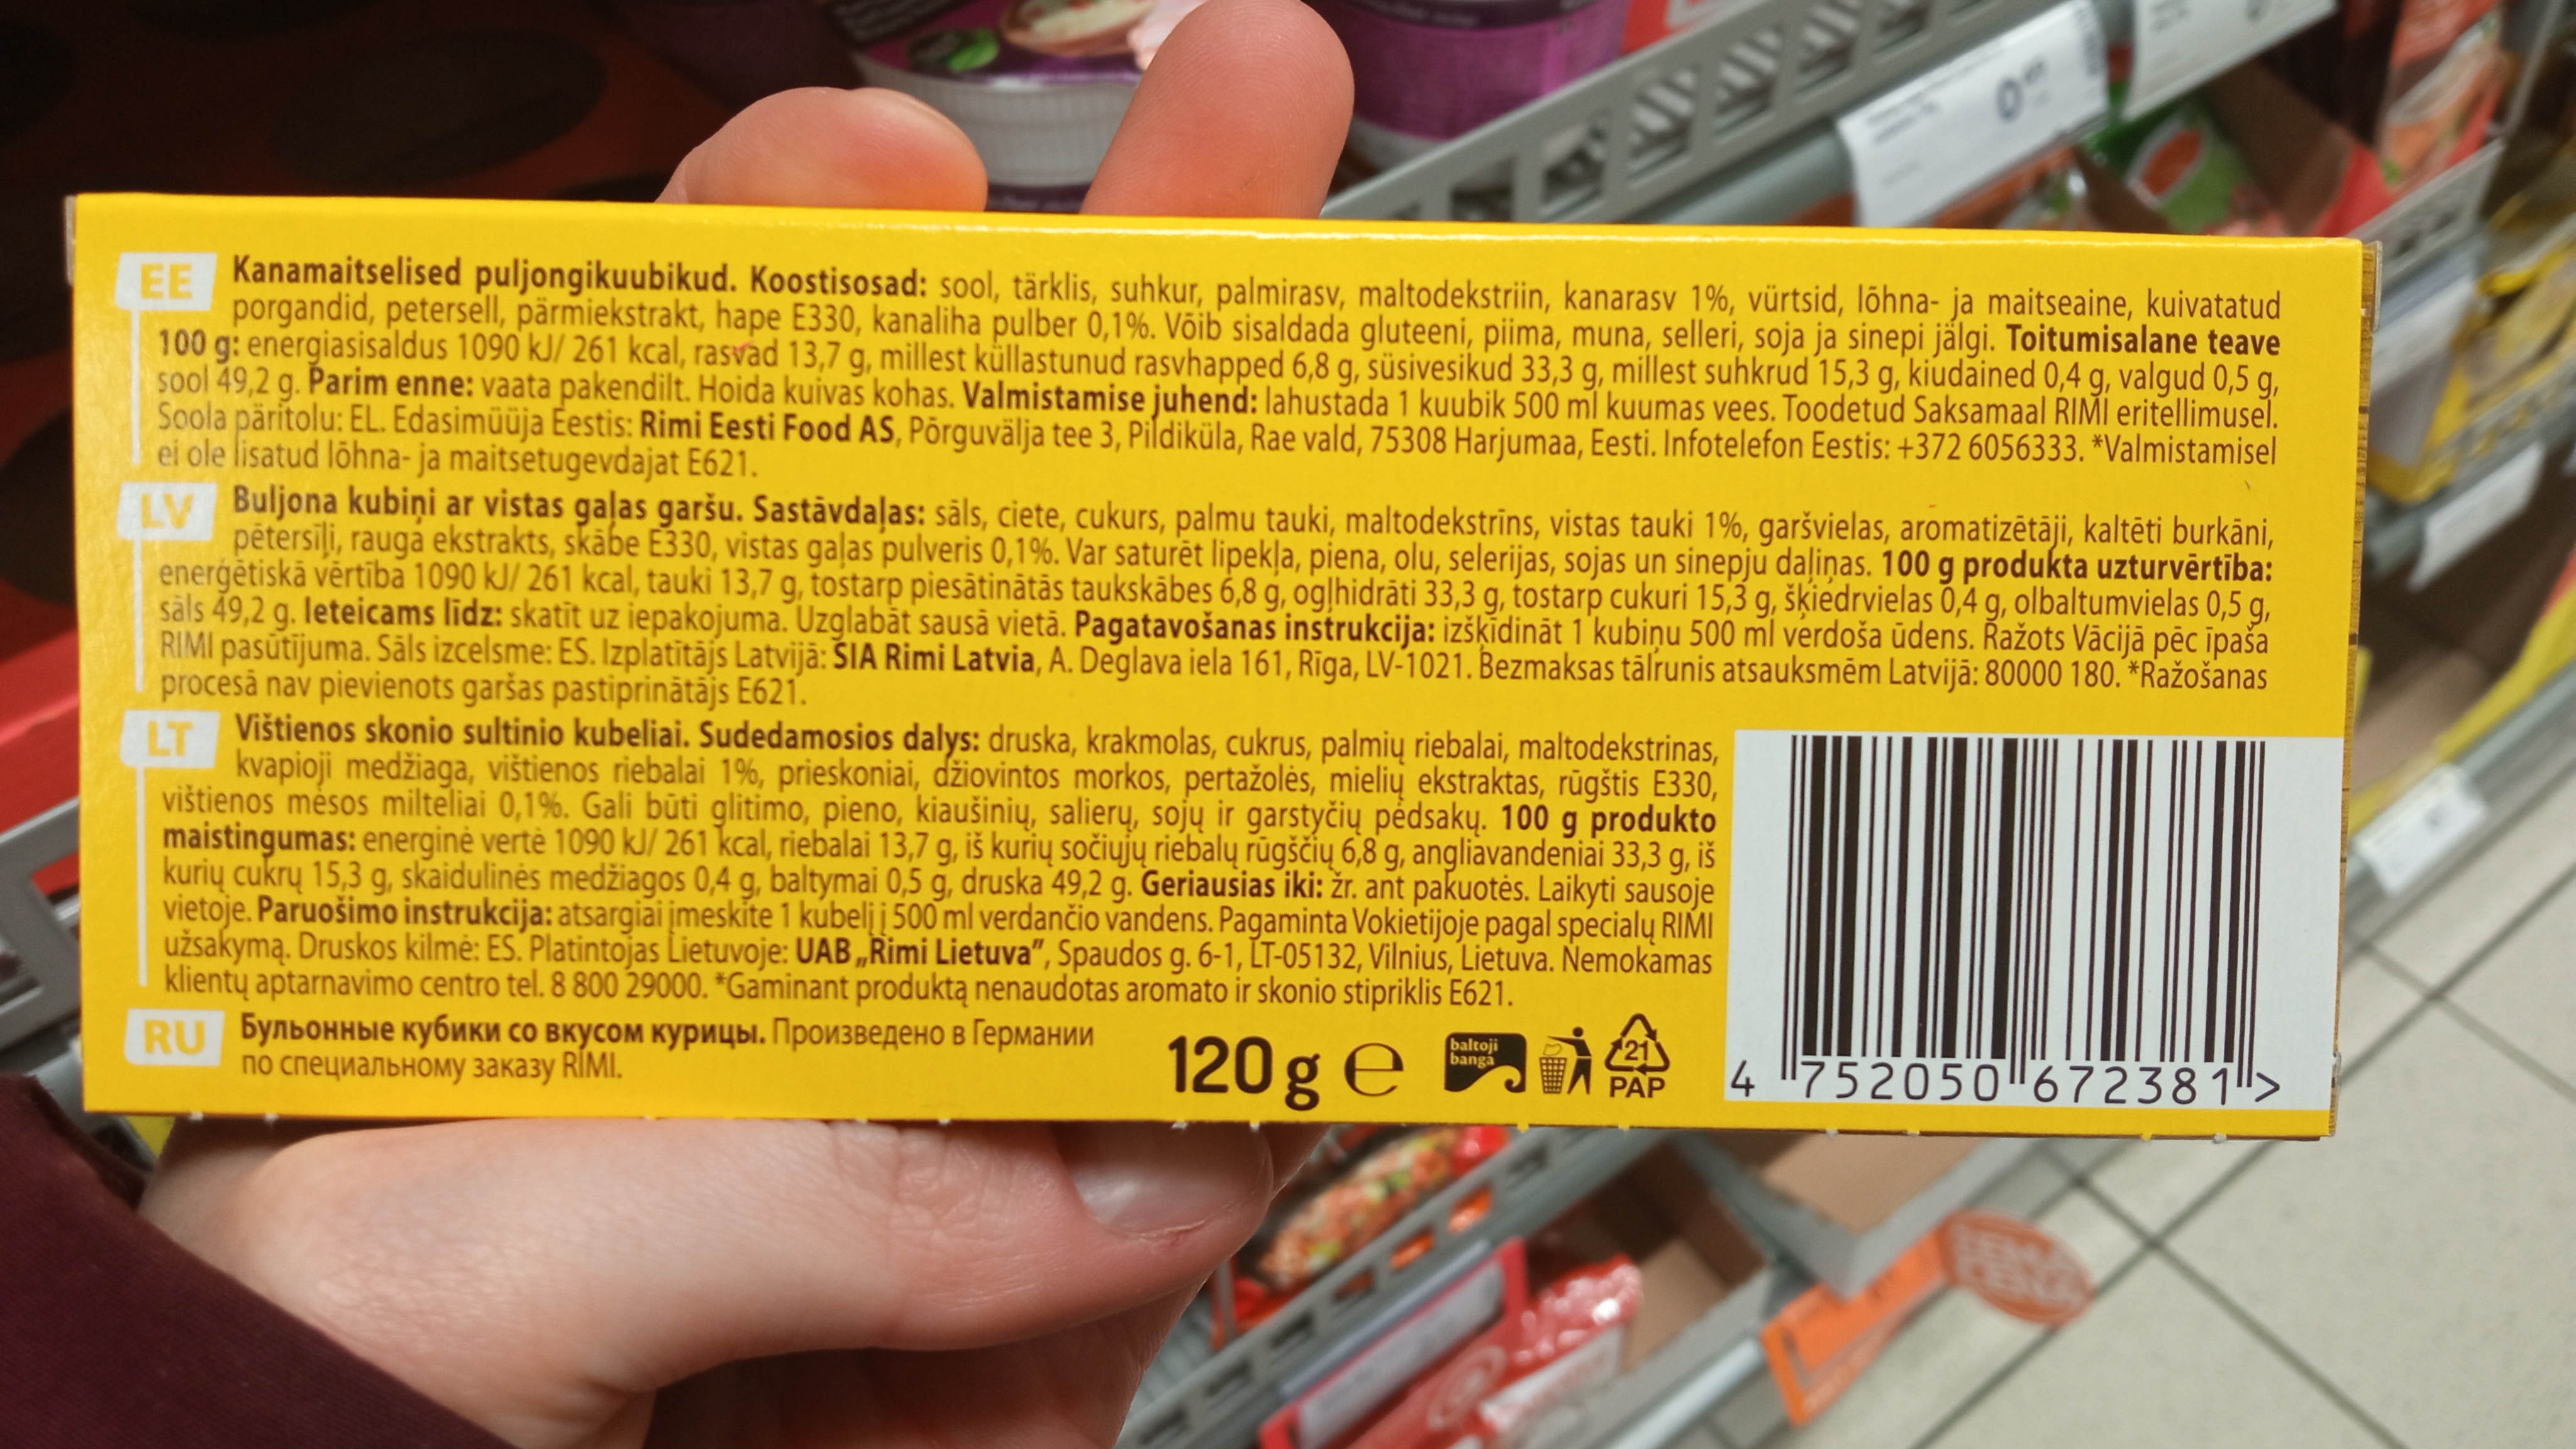 EE
Kanamaitselised puljongikuubikud. Koostisosad: sool, tärklis, suhkur, palmirasv, maltodekstriin, kanarasv 1%, vürtsid, lõhna- ja maitseaine, kuivatatud
porgandid, petersell, pärmiekstrakt, hape E330, kanaliha pulber 0,1%. Võib sisaldada gluteeni, piima, muna, selleri, soja ja sinepi jälgi. Toitumisalane teave
100 g: energiasisaldus 1090 kJ/ 261 kcal, rasvad 13,7 g, millest küllastunud rasvhapped 6,8 g, süsivesikud 33,3 g, millest suhkrud 15,3 g, kiudained 0,4 g, valgud 0,5 g,
sool 49,2 g. Parim enne: vaata pakendilt. Hoida kuivas kohas. Valmistamise juhend: lahustada 1 kuubik 500 ml kuumas vees. Toodetud Saksamaal RIMI eritellimusel.
Soola päritolu: EL. Edasimüüja Eestis: Rimi Eesti Food AS, Põrguvälja tee 3, Pildiküla, Rae vald, 75308 Harjumaa, Eesti. Infotelefon Eestis: +372 6056333. *Valmistamisel
ei ole lisatud lõhna- ja maitsetugevdajat E621.
LV
Buljona kubiņi ar vistas gaļas garšu. Sastāvdaļas: sāls, ciete, cukurs, palmu tauki, maltodekstrīns, vistas tauki 1%, garšvielas, aromatizētāji, kaltēti burkāni,
pētersīļi, rauga ekstrakts, skābe E330, vistas gaļas pulveris 0,1%. Var saturēt lipekļa, piena, olu, selerijas, sojas un sinepju daļiņas. 100 g produkta uzturvērtība:
enerģētiskā vērtība 1090 kJ/ 261 kcal, tauki 13,7 g, tostarp piesātinātās taukskābes 6,8 g, ogļhidrāti 33,3 g, tostarp cukuri 15,3 g, šķiedrvielas 0,4 g, olbaltumvielas 0,5 g,
sāls 49,2 g. Ieteicams līdz: skatīt uz iepakojuma. Uzglabāt sausā vietā. Pagatavošanas instrukcija: izšķīdināt 1 kubiņu 500 ml verdoša ūdens. Ražots Vācijā pēc īpaša
RIMI pasūtījuma. Sāls izcelsme: ES. Izplatītājs Latvijā: SIA Rimi Latvia, A. Deglava iela 161, Rīga, LV-1021. Bezmaksas tālrunis atsauksmēm Latvijā: 80000 180. *Ražošanas
procesā nav pievienots garšas pastiprinātājs E621.
LT
Vištienos skonio sultinio kubeliai. Sudedamosios dalys: druska, krakmolas, cukrus, palmių riebalai, maltodekstrinas,
kvapioji medžiaga, vištienos riebalai 1%, prieskoniai, džiovintos morkos, pertažolės, mielių ekstraktas, rūgštis E330,
vištienos mėsos milteliai 0,1%. Gali būti glitimo, pieno, kiaušinių, salierų, sojų ir garstyčių pėdsakų. 100 g produkto
maistingumas: energinė vertė 1090 kJ/ 261 kcal, riebalai 13,7 g, iš kurių sočiųjų riebalų rūgščių 6,8 g, angliavandeniai 33,3 g, iš
kurių cukrų 15,3 g, skaidulinės medžiagos 0,4 g, baltymai 0,5 g, druska 49,2 g. Geriausias iki: žr. ant pakuotės. Laikyti sausoje
vietoje. Paruošimo instrukcija: atsargiai įmeskite 1 kubelį į 500 ml verdančio vandens. Pagaminta Vokietijoje pagal specialų RIMI
užsakymą. Druskos kilmė: ES. Platintojas Lietuvoje: UAB „Rimi Lietuva”, Spaudos g. 6-1, LT-05132, Vilnius, Lietuva. Nemokamas
klientų aptarnavimo centro tel. 8 800 29000. *Gaminant produktą nenaudotas aromato ir skonio stipriklis E621.
RU
Бульонные кубики со вкусом курицы. Произведено в Германии
по специальному заказу RIMI.
120 g e
baltoji
banga
21
PAP
4 752050 672381 >